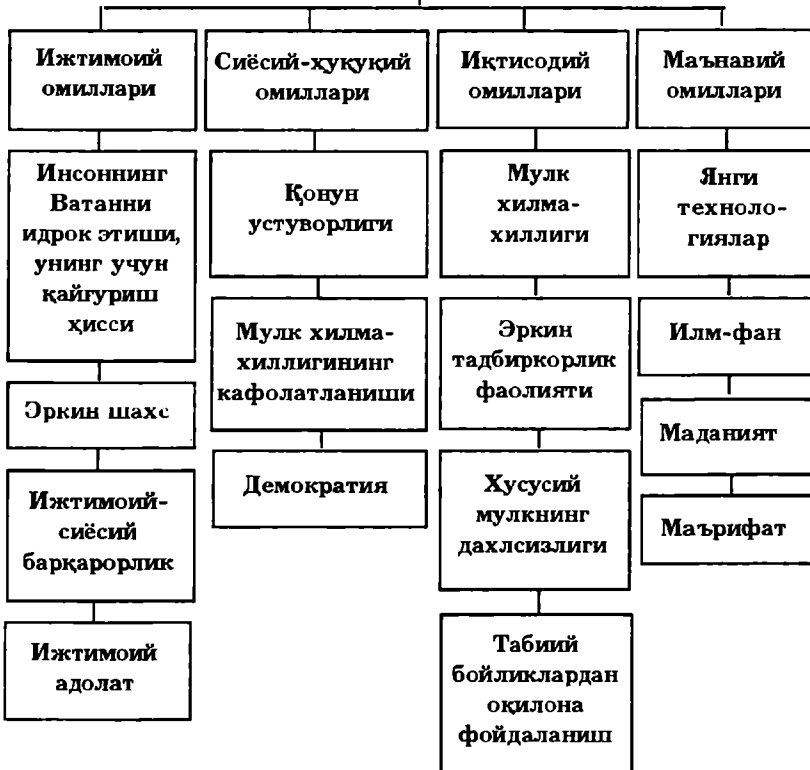 Ижтимоий
омиллари
Сиёсий-ҳуқуқий
омиллари
Иқтисодий
омиллари
Маънавий
омиллари
Инсоннинг
Ватанни
идрок этиши,
унинг учун
қайғуриш
ҳисси
Эркин шахс
Ижтимоий-
сиёсий
барқарорлик
Ижтимоий
адолат
Қонун
устуворлиги
Мулк хилма-
хиллигининг
кафолатланиши
Демократия
Мулк
хилма-
хиллиги
Эркин
тадбиркорлик
фаолияти
Хусусий
мулкнинг
дахлсизлиги
Табиий
бойликлардан
оқилона
фойдаланиш
Янги
техноло-
гиялар
Илм-фан
Маданият
Маърифат